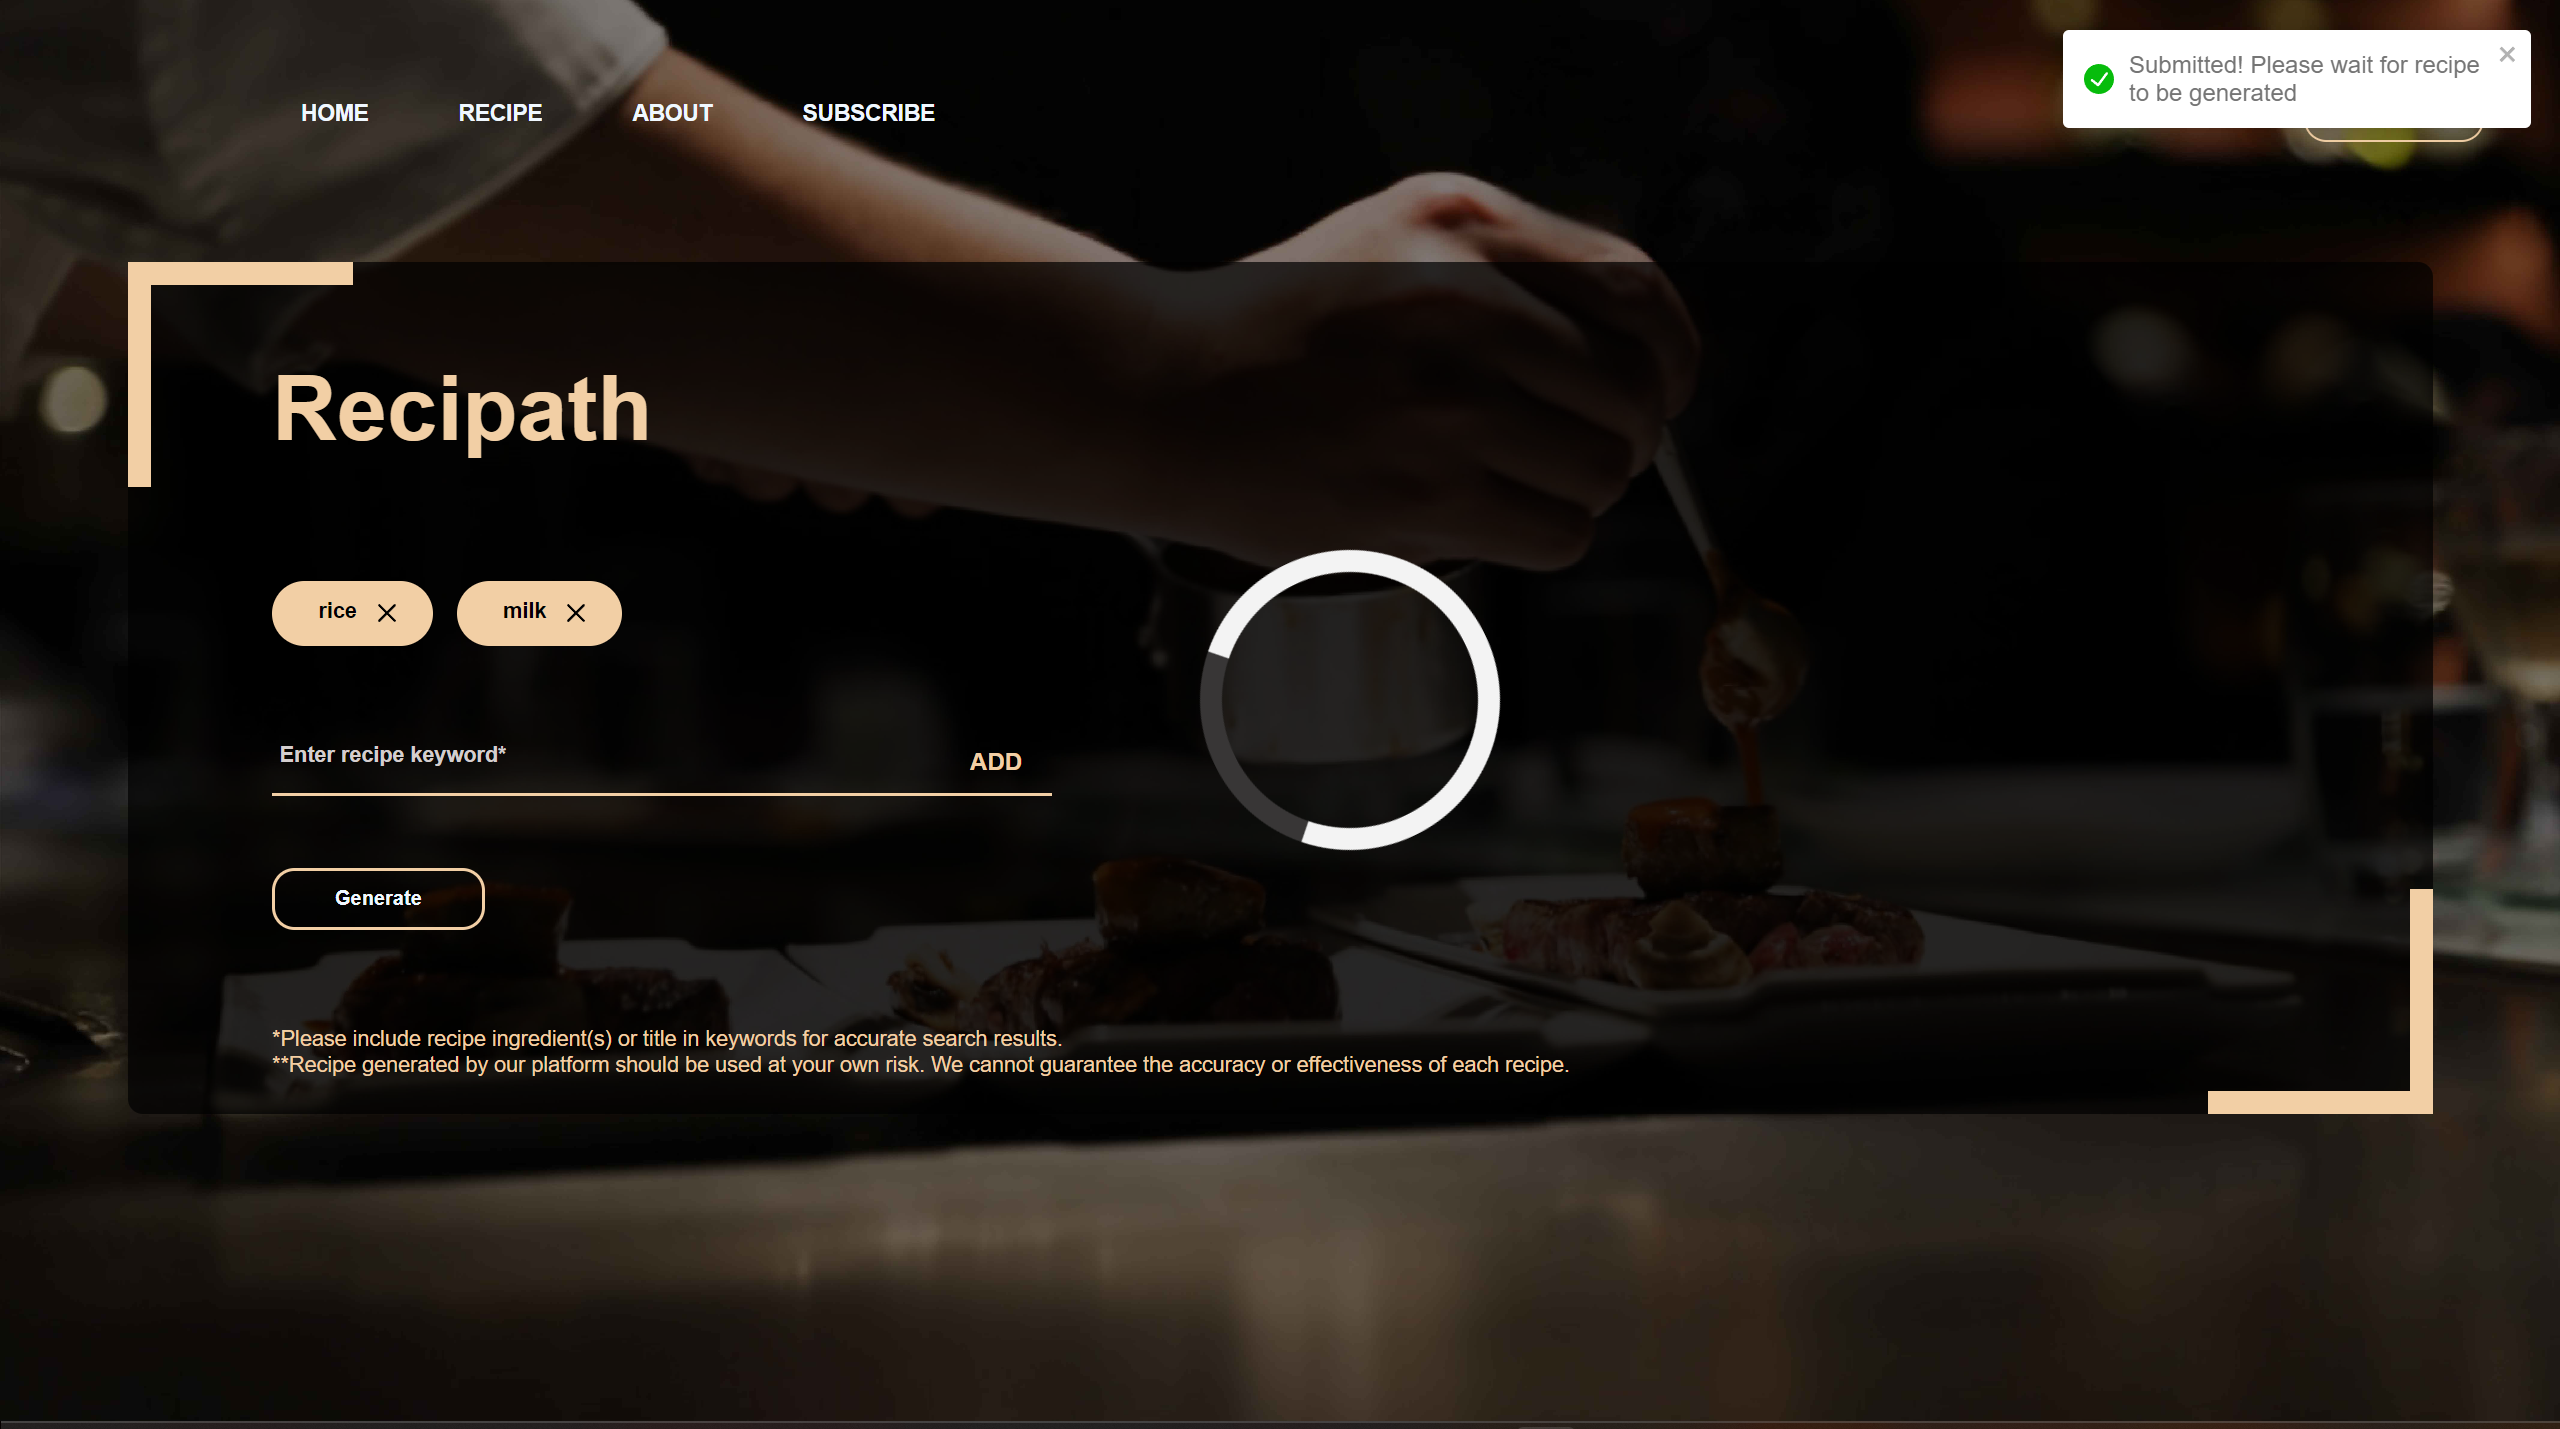 HOME RECIPE ABOUT SUBSCRIBE
Submitted! Please wait for recipe
to be generated
Recipath
rice milk
Enter recipe keyword*
ADD
Generate
*Please include recipe ingredient(s) or title in keywords for accurate search results.
**Recipe generated by our platform should be used at your own risk. We cannot guarantee the accuracy or effectiveness of each recipe.